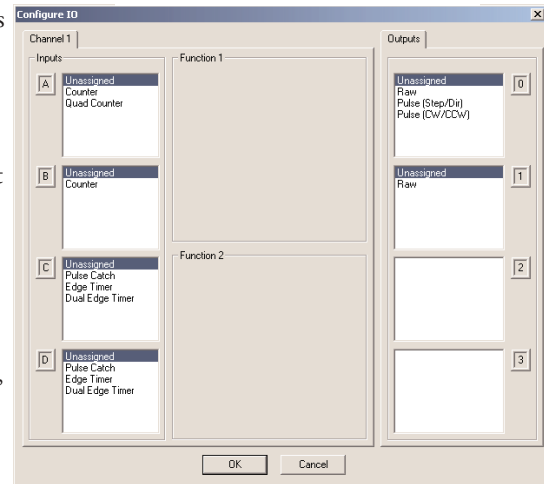 Configure IO
Channel 1
Outputs
Inputs
Function 1
A
Unassigned
Counter
Quad Counter
Unassigned
Raw
Pulse (Step/Dir)
Pulse (CW/CCW)
0
B
Unassigned
Counter
Unassigned
Raw
1
Function 2
C
Unassigned
Pulse Catch
Edge Timer
Dual Edge Timer
2
D
Unassigned
Pulse Catch
Edge Timer
Dual Edge Timer
3
OK
Cancel